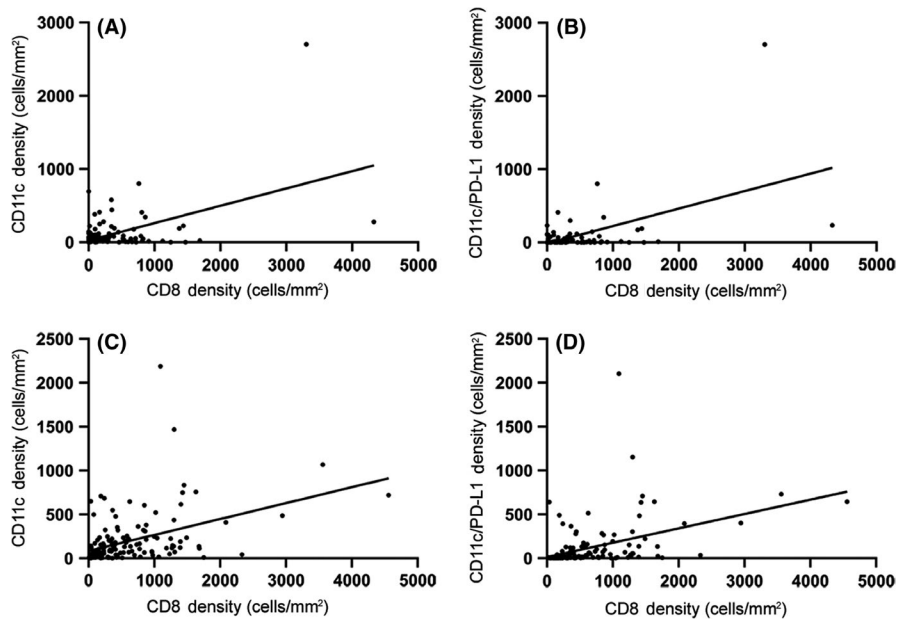 (A)
CD11c density (cells/mm²)
3000
2000
1000
0
0 1000 2000 3000 4000 5000
CD8 density (cells/mm²)
(B)
CD11c/PD-L1 density (cells/mm²)
3000
2000
1000
0
0 1000 2000 3000 4000 5000
CD8 density (cells/mm²)
(C)
CD11c density (cells/mm²)
2500
2000
1500
1000
500
0
0 1000 2000 3000 4000 5000
CD8 density (cells/mm²)
(D)
CD11c/PD-L1 density (cells/mm²)
2500
2000
1500
1000
500
0
0 1000 2000 3000 4000 5000
CD8 density (cells/mm²)